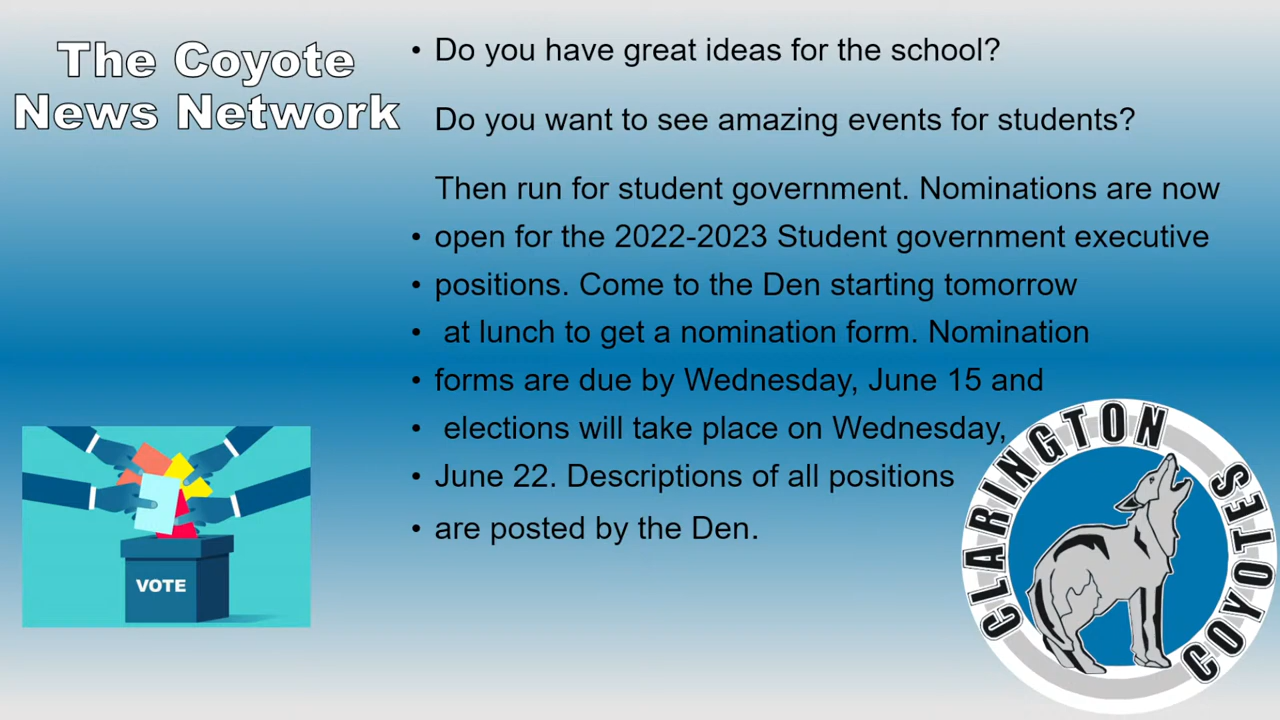 The Coyote
News Network
• Do you have great ideas for the school?
Do you want to see amazing events for students?
Then run for student government. Nominations are now
• open for the 2022-2023 Student government executive
• positions. Come to the Den starting tomorrow
• at lunch to get a nomination form. Nomination
• forms are due by Wednesday, June 15 and
• elections will take place on Wednesday,
• June 22. Descriptions of all positions
• are posted by the Den.
VOTE
CLARINGTON
COYOTES